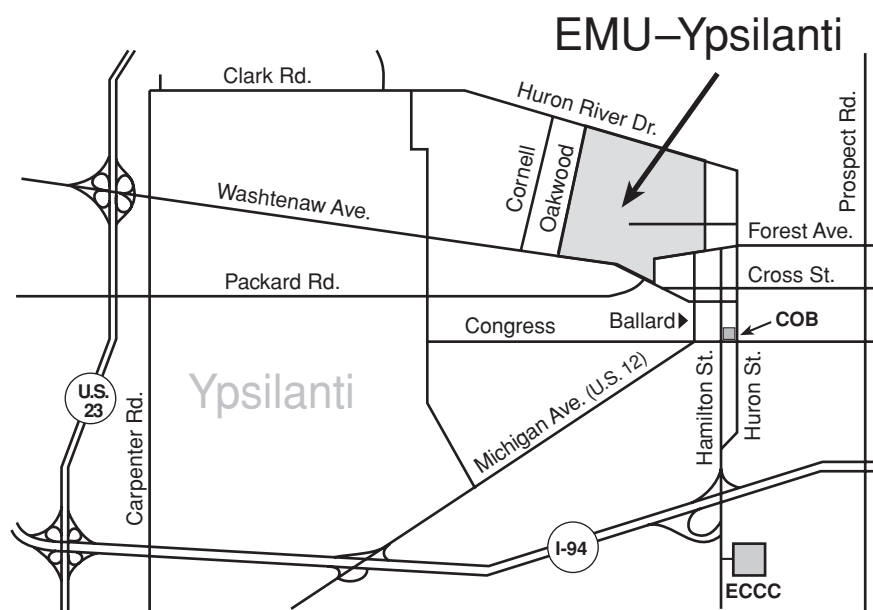 EMU–Ypsilanti
Clark Rd.
Huron River Dr.
Prospect Rd.
Cornell
Oakwood
Washtenaw Ave.
Forest Ave.
Packard Rd.
Cross St.
Congress
Ballard
COB
Ypsilanti
U.S.
23
Carpenter Rd.
Michigan Ave. (U.S. 12)
Hamilton St.
Huron St.
I-94
ECCC